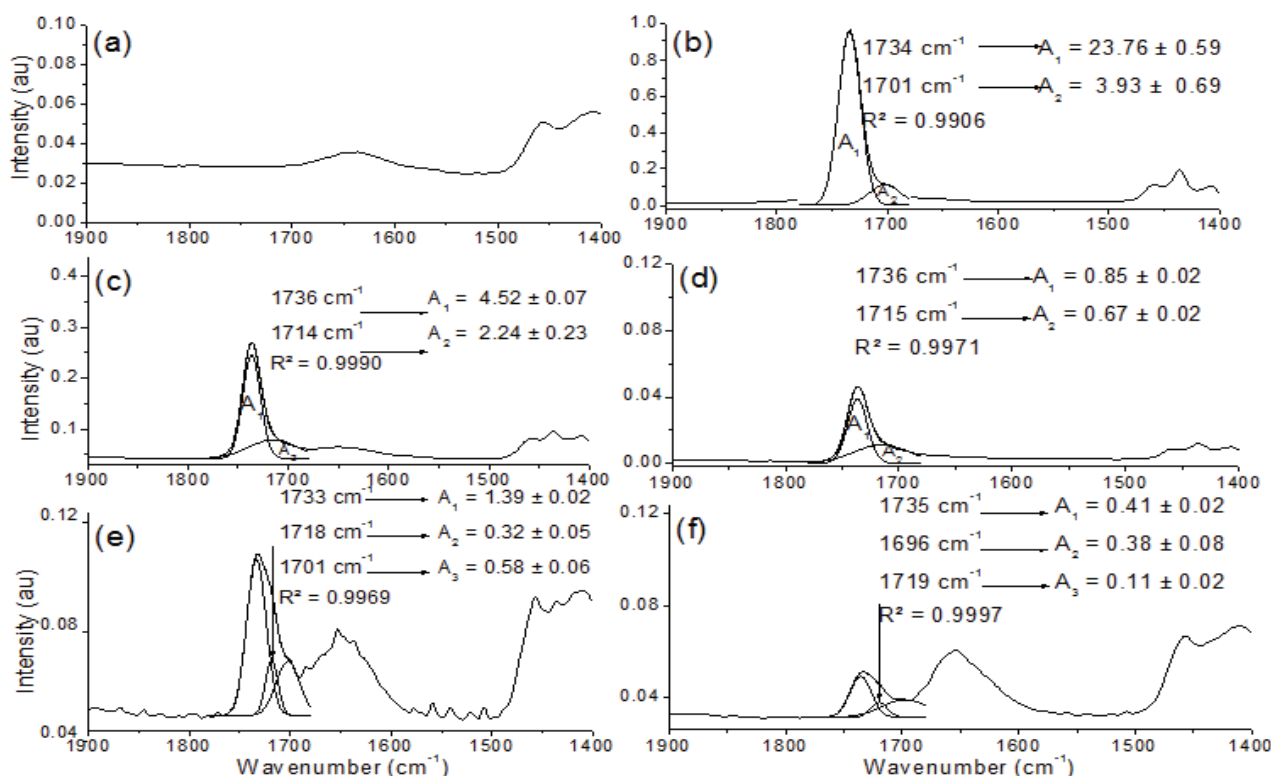 (a)
Intensity (au)
0.10
0.08
0.06
0.04
0.02
0.00
1900 1800 1700 1600 1500 1400
(b)
1734 cm⁻¹ A₁ = 23.76 ± 0.59
1701 cm⁻¹ A₂ = 3.93 ± 0.69
R² = 0.9906
A₁
A₂
1.0
0.8
0.6
0.4
0.2
0.0
1900 1800 1700 1600 1500 1400
(c)
1736 cm⁻¹ A₁ = 4.52 ± 0.07
1714 cm⁻¹ A₂ = 2.24 ± 0.23
R² = 0.9990
A₁
A₂
Intensity (au)
0.4
0.3
0.2
0.1
1900 1800 1700 1600 1500 1400
(d)
1736 cm⁻¹ A₁ = 0.85 ± 0.02
1715 cm⁻¹ A₂ = 0.67 ± 0.02
R² = 0.9971
A₁
A₂
0.12
0.08
0.04
0.00
1900 1800 1700 1600 1500 1400
(e)
1733 cm⁻¹ A₁ = 1.39 ± 0.02
1718 cm⁻¹ A₂ = 0.32 ± 0.05
1701 cm⁻¹ A₃ = 0.58 ± 0.06
R² = 0.9969
Intensity (au)
0.12
0.08
0.04
1900 1800 1700 1600 1500 1400
Wavenumber (cm⁻¹)
(f)
1735 cm⁻¹ A₁ = 0.41 ± 0.02
1696 cm⁻¹ A₂ = 0.38 ± 0.08
1719 cm⁻¹ A₃ = 0.11 ± 0.02
R² = 0.9997
0.12
0.08
0.04
1900 1800 1700 1600 1500 1400
Wavenumber (cm⁻¹)